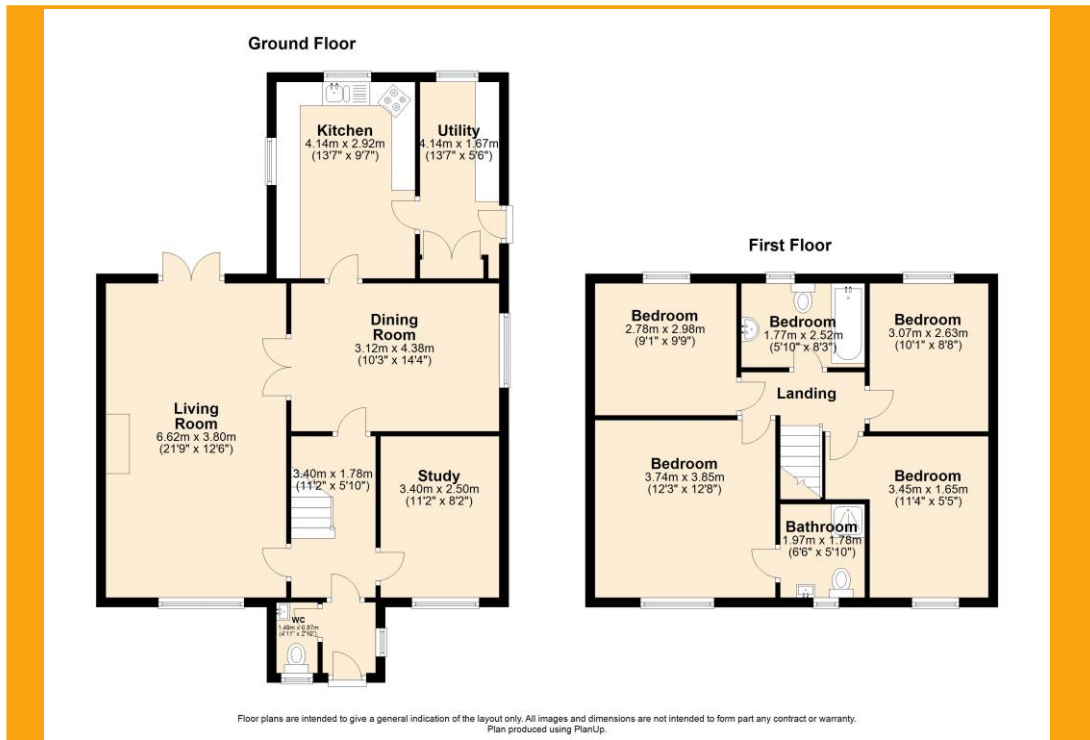 Ground Floor
Kitchen
4.14m x 2.92m
(13'7" x 9'7")
Utility
4.14m x 1.67m
(13'7" x 5'6")
Dining
Room
3.12m x 4.38m
(10'3" x 14'4")
Living
Room
6.62m x 3.80m
(21'9" x 12'6")
3.40m x 1.78m
(11'2" x 5'10")
Study
3.40m x 2.50m
(11'2" x 8'2")
WC
1.49m x 0.87m
(4'11" x 2'10")
First Floor
Bedroom
2.78m x 2.98m
(9'1" x 9'9")
Bedroom
1.77m x 2.52m
(5'10" x 8'3")
Bedroom
3.07m x 2.63m
(10'1" x 8'8")
Landing
Bedroom
3.74m x 3.85m
(12'3" x 12'8")
Bedroom
3.45m x 1.65m
(11'4" x 5'5")
Bathroom
1.97m x 1.78m
(6'6" x 5'10")
Floor plans are intended to give a general indication of the layout only. All images and dimensions are not intended to form part any contract or warranty.
Plan produced using PlanUp.